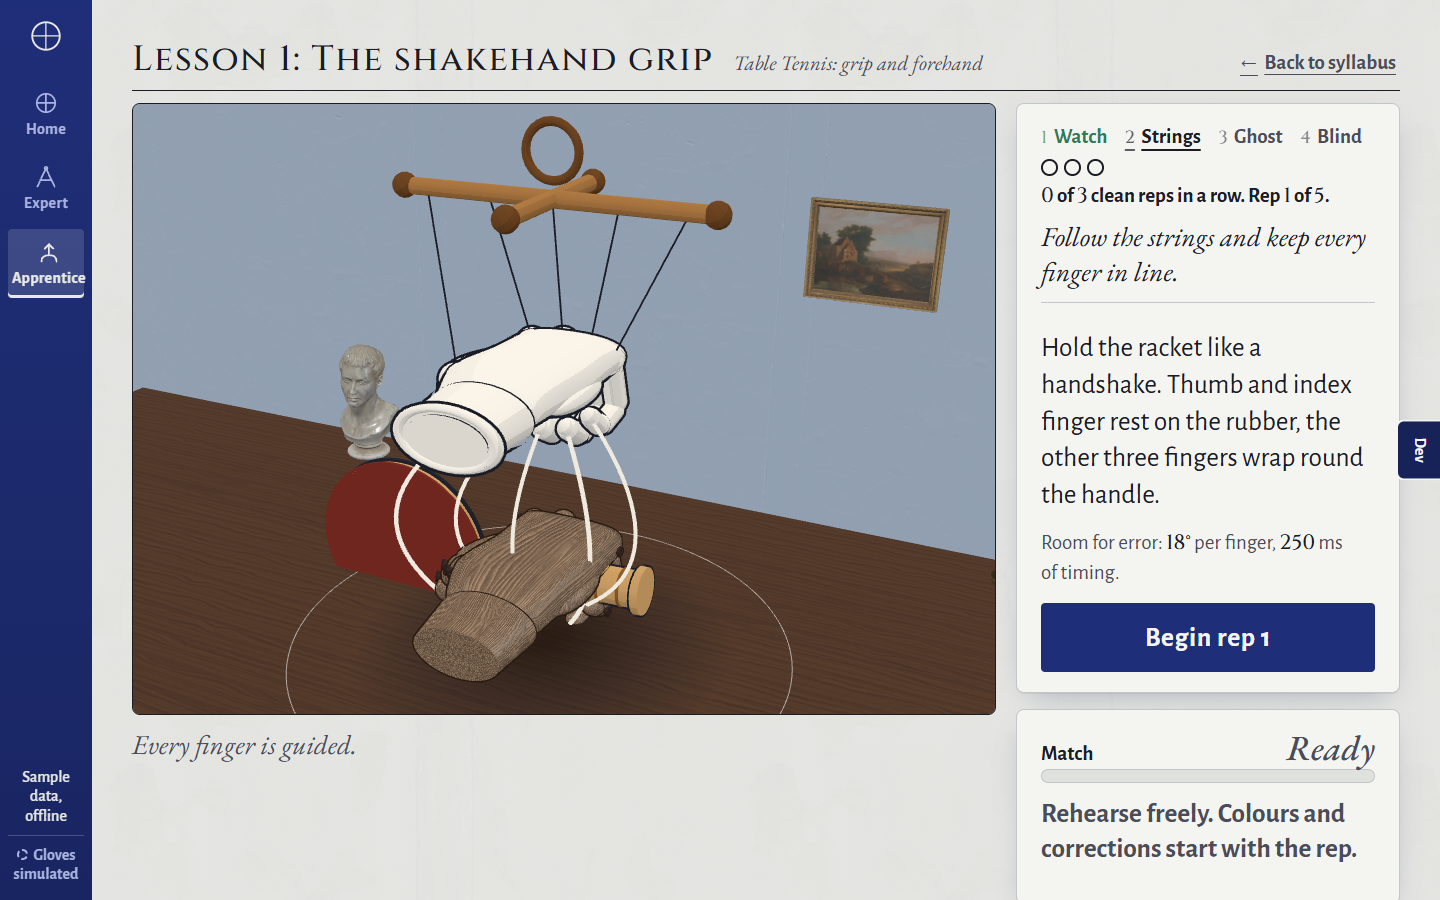 Lesson 1: The shakehand grip
Table Tennis: grip and forehand
← Back to syllabus
Home
Expert
Apprentice
Sample data, offline
Gloves simulated
1 Watch 2 Strings 3 Ghost 4 Blind
0 of 3 clean reps in a row. Rep 1 of 5.
Follow the strings and keep every
finger in line.
Hold the racket like a
handshake. Thumb and index
finger rest on the rubber, the
other three fingers wrap round
the handle.
Room for error: 18° per finger, 250 ms
of timing.
Begin rep 1
Dev
Every finger is guided.
Match
Ready
Rehearse freely. Colours and
corrections start with the rep.